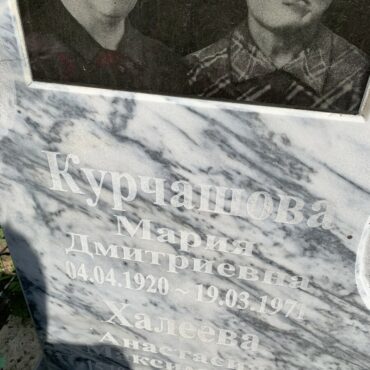 Курчашова
Мария
Дмитриевна
04.04.1920 ~ 19.03.1971
Халеева